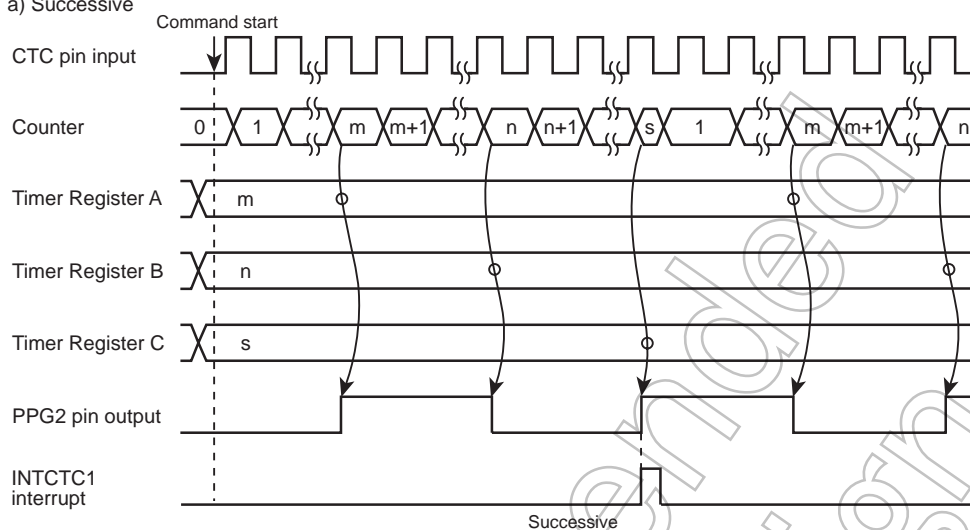 a) Successive
Command start
CTC pin input
Counter 0 1 m m+1 n n+1 s 1 m m+1 n
Timer Register A m
Timer Register B n
Timer Register C s
PPG2 pin output
INTCTC1
interrupt
Successive